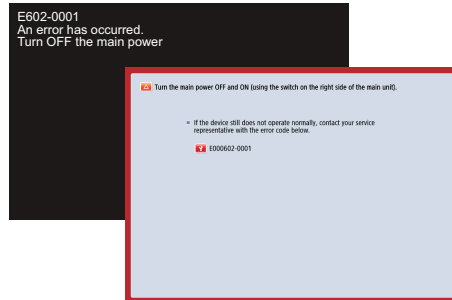 E602-0001
An error has occurred.
Turn OFF the main power
Turn the main power OFF and ON (using the switch on the right side of the main unit).
If the device still does not operate normally, contact your service
representative with the error code below.
E000602-0001